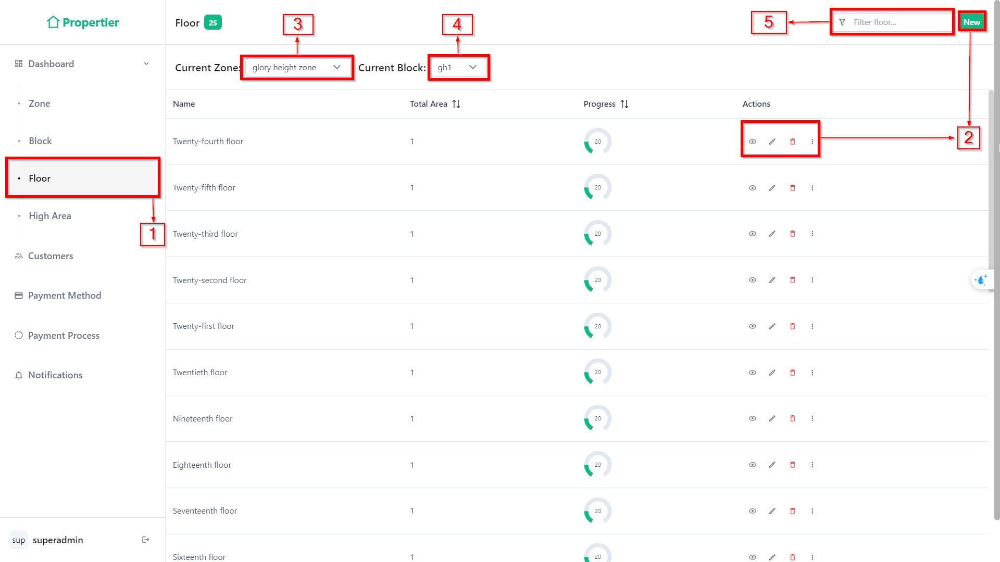 Propertier
Floor 25
3
4
5
Filter floor...
New
Dashboard
Current Zone: glory height zone Current Block: gh1
Zone
Block
Floor
High Area
1
Customers
Payment Method
Payment Process
Notifications
sup superadmin
Name Total Area Progress Actions
Twenty-fourth floor 1 20
2
Twenty-fifth floor 1 20
Twenty-third floor 1 20
Twenty-second floor 1 20
Twenty-first floor 1 20
Twentieth floor 1 20
Nineteenth floor 1 20
Eighteenth floor 1 20
Seventeenth floor 1 20
Sixteenth floor 1 20